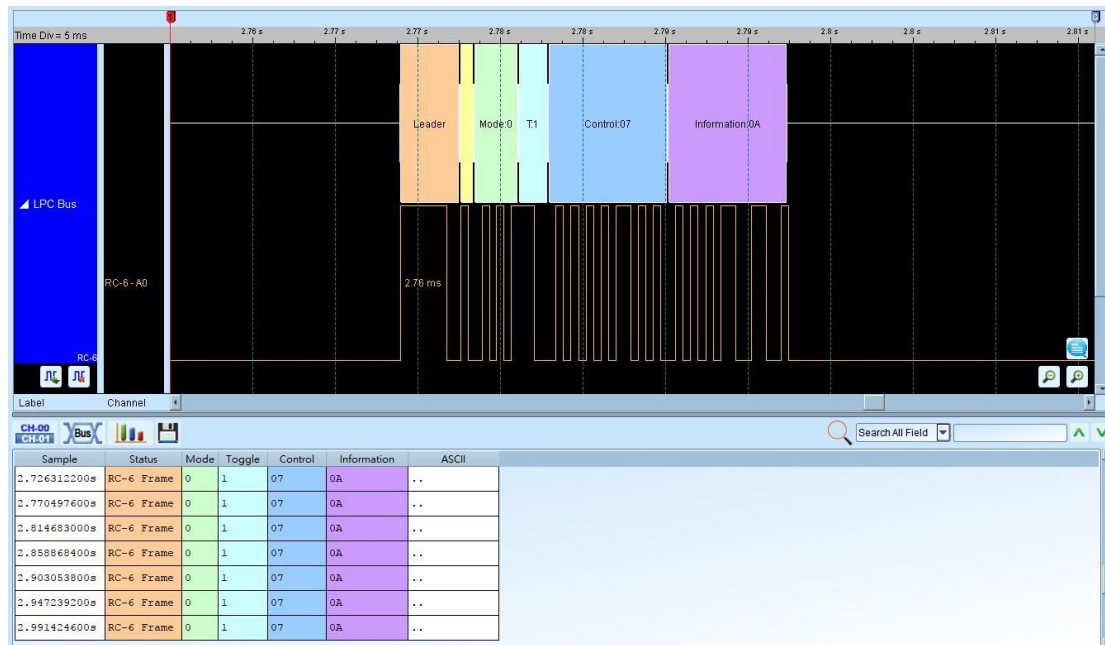 Time Div = 5 ms 2.76 s 2.77 s 2.77 s 2.78 s 2.78 s 2.79 s 2.79 s 2.8 s 2.8 s 2.81 s 2.81 s
Leader Mode:0 T:1 Control:07 Information:0A
LPC Bus
RC-6 - A0 2.76 ms
RC-6
Label Channel
CH-00
CH-01 Bus Search All Field
Sample Status Mode Toggle Control Information ASCII
2.726312200s RC-6 Frame 0 1 07 0A ..
2.770497600s RC-6 Frame 0 1 07 0A ..
2.814683000s RC-6 Frame 0 1 07 0A ..
2.858868400s RC-6 Frame 0 1 07 0A ..
2.903053800s RC-6 Frame 0 1 07 0A ..
2.947239200s RC-6 Frame 0 1 07 0A ..
2.991424600s RC-6 Frame 0 1 07 0A ..